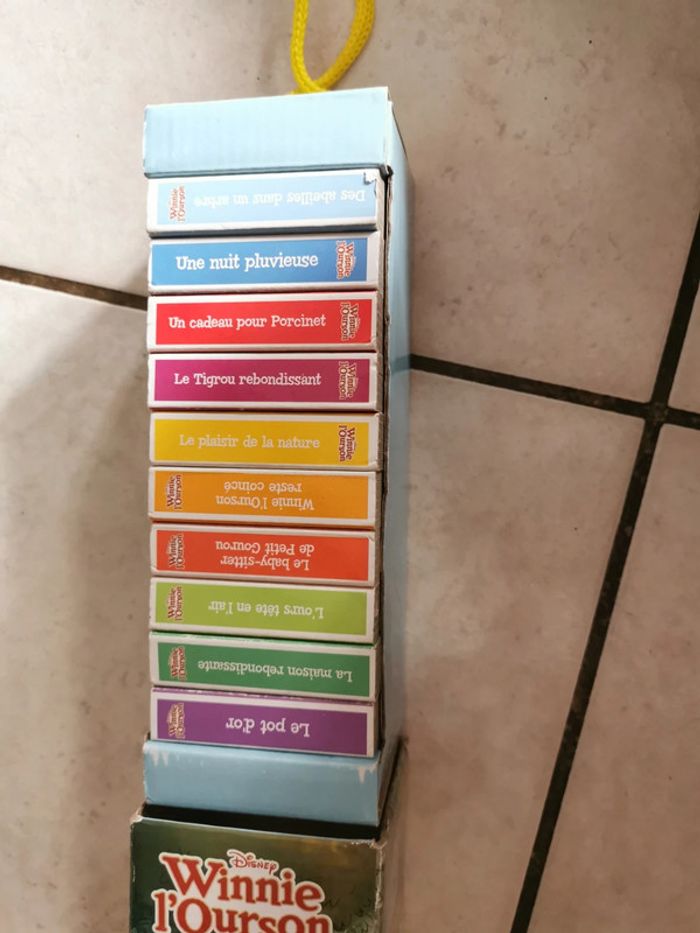 Des abeilles dans un arbre
Winnie
l'Ourson
Une nuit pluvieuse
Winnie
l'Ourson
Un cadeau pour Porcinet
Winnie
l'Ourson
Le Tigrou rebondissant
Winnie
l'Ourson
Le plaisir de la nature
Winnie
l'Ourson
Winnie l'Ourson
reste coincé
Winnie
l'Ourson
Le baby-sitter
de Petit Gourou
Winnie
l'Ourson
L'ours tête en l'air
Winnie
l'Ourson
La maison rebondissante
Winnie
l'Ourson
Le pot d'or
Winnie
l'Ourson
Disney
Winnie
l'Ourson